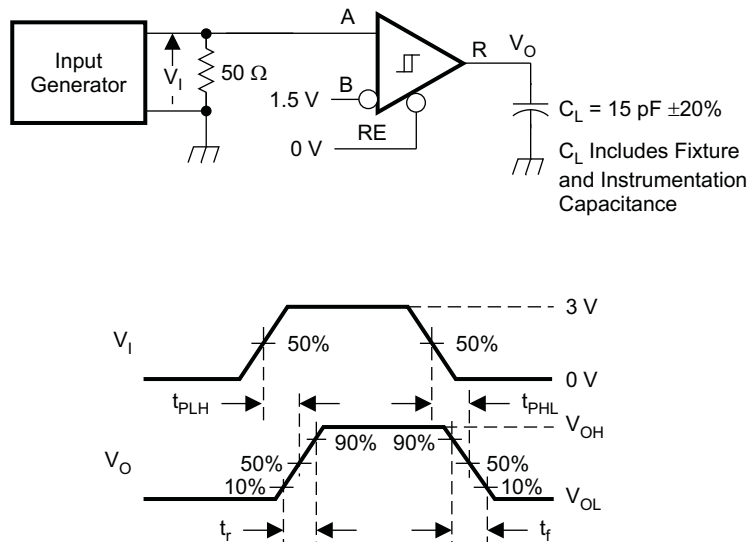 Input
Generator
V_I
50 Ω
A
B
1.5 V
RE
0 V
R
V_O
C_L = 15 pF ±20%
C_L Includes Fixture
and Instrumentation
Capacitance
3 V
V_I
50%
50%
0 V
t_PLH
t_PHL
V_OH
90%
90%
V_O
50%
50%
10%
10%
V_OL
t_r
t_f